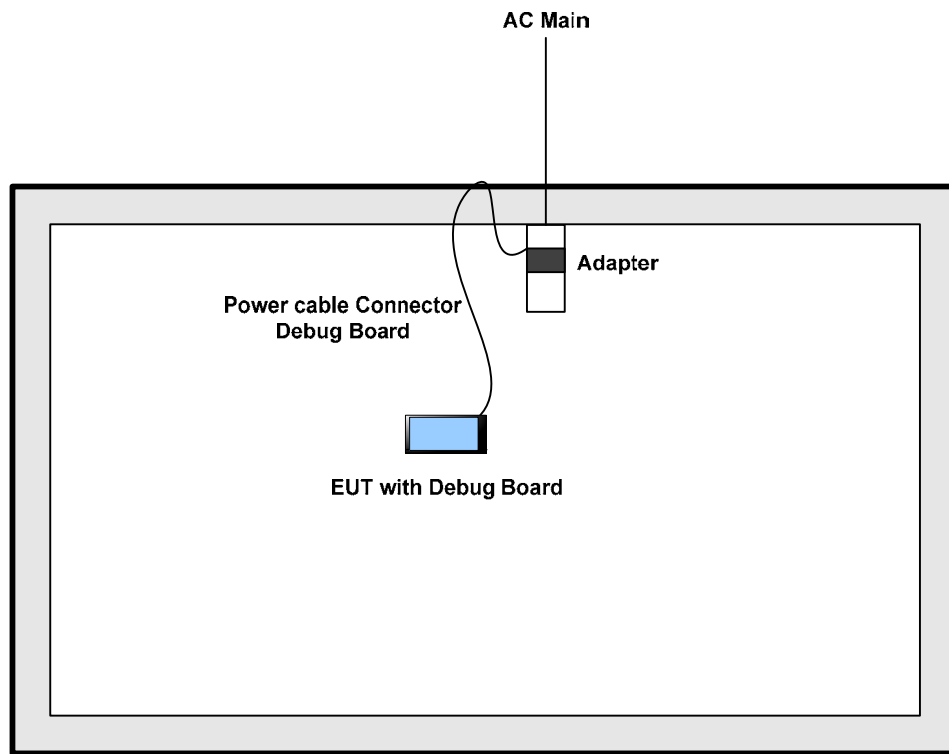 AC Main
Adapter
Power cable Connector
Debug Board
EUT with Debug Board